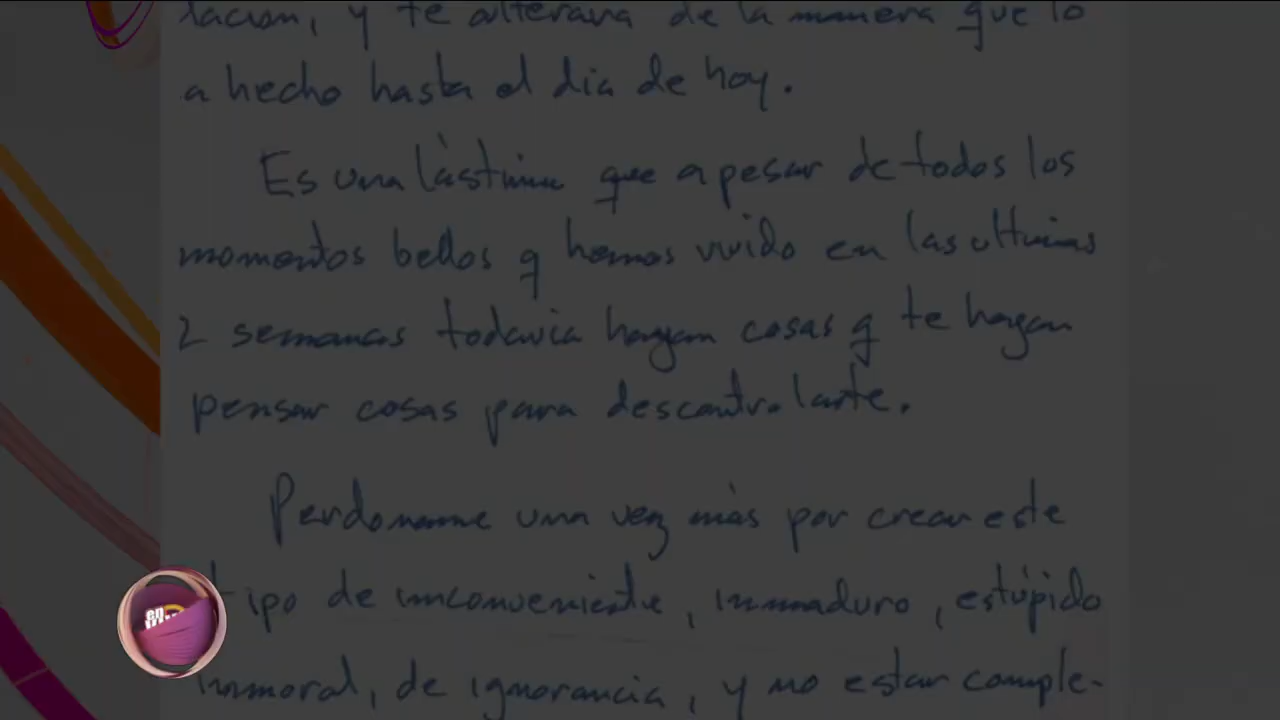 lación, y te alterara de la manera que lo
a hecho hasta el dia de hoy.
Es una lástima que a pesar de todos los
momentos bellos q hemos vivido en las ultimas
2 semanas todavia hayan cosas q te hagan
pensar cosas para descontrolarte.
Perdoname una vez más por crear este
tipo de inconveniente, inmaduro, estúpido
inmoral, de ignorancia, y no estar comple-